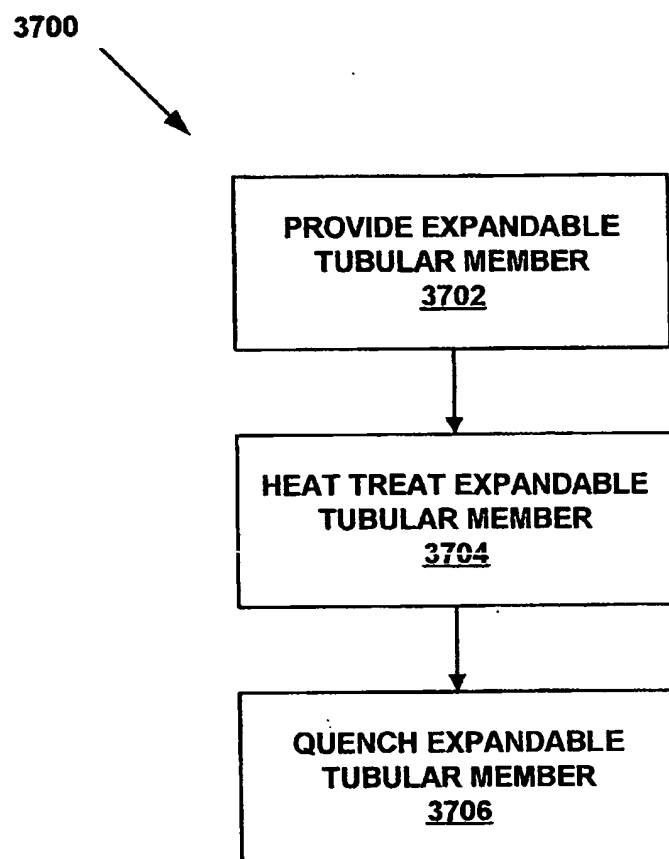 3700
PROVIDE EXPANDABLE
TUBULAR MEMBER
3702
HEAT TREAT EXPANDABLE
TUBULAR MEMBER
3704
QUENCH EXPANDABLE
TUBULAR MEMBER
3706